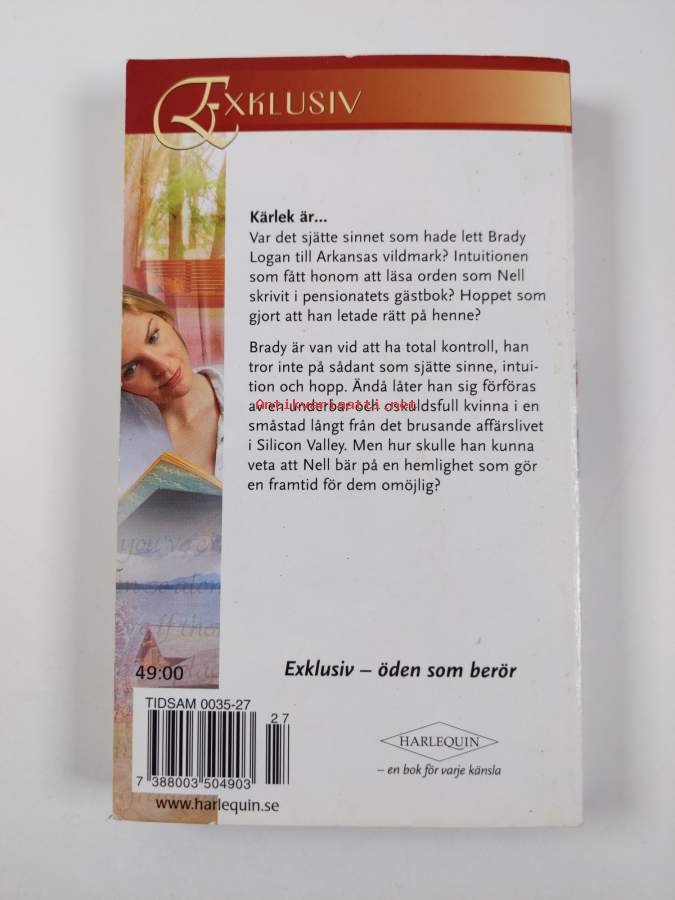 EXKLUSIV
Kärlek är...
Var det sjätte sinnet som hade lett Brady
Logan till Arkansas vildmark? Intuitionen
som fått honom att läsa orden som Nell
skrivit i pensionatets gästbok? Hoppet som
gjort att han letade rätt på henne?
Brady är van vid att ha total kontroll, han
tror inte på sådant som sjätte sinne, intui-
tion och hopp. Ändå låter han sig förföras
av en underbar och oskuldsfull kvinna i en
Antikvariaatti.net
småstad långt från det brusande affärslivet
i Silicon Valley. Men hur skulle han kunna
veta att Nell bär på en hemlighet som gör
en framtid för dem omöjlig?
you've
49:00
Exklusiv – öden som berör
TIDSAM 0035-27
27
7 388003 504903
HARLEQUIN
– en bok för varje känsla
www.harlequin.se